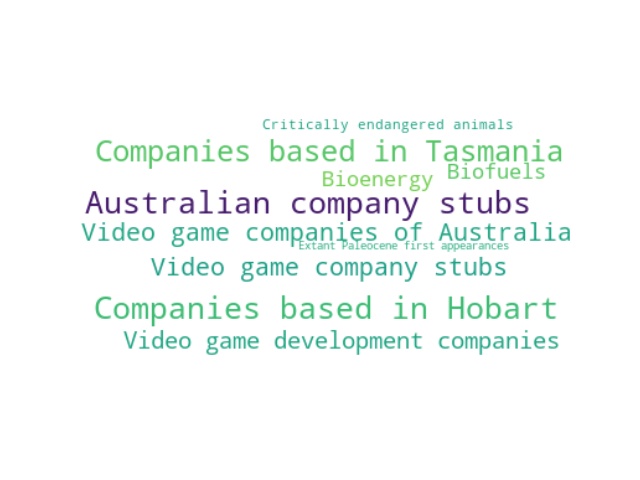 Critically endangered animals
Companies based in Tasmania
Biofuels
Bioenergy
Australian company stubs
Video game companies of Australia
Extant Paleocene first appearances
Video game company stubs
Companies based in Hobart
Video game development companies